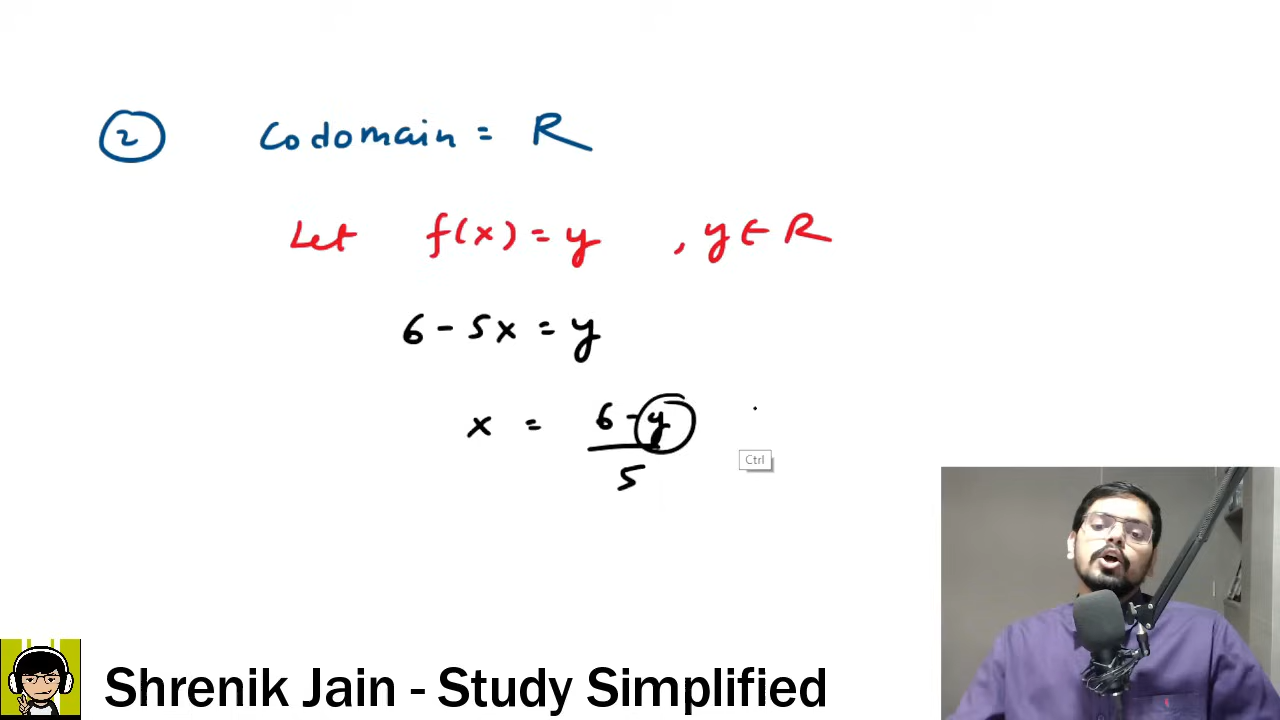 2 Codomain = R
Let f(x) = y , y ∈ R
6 - 5x = y
x = 6 - y
5
Ctrl
Shrenik Jain - Study Simplified